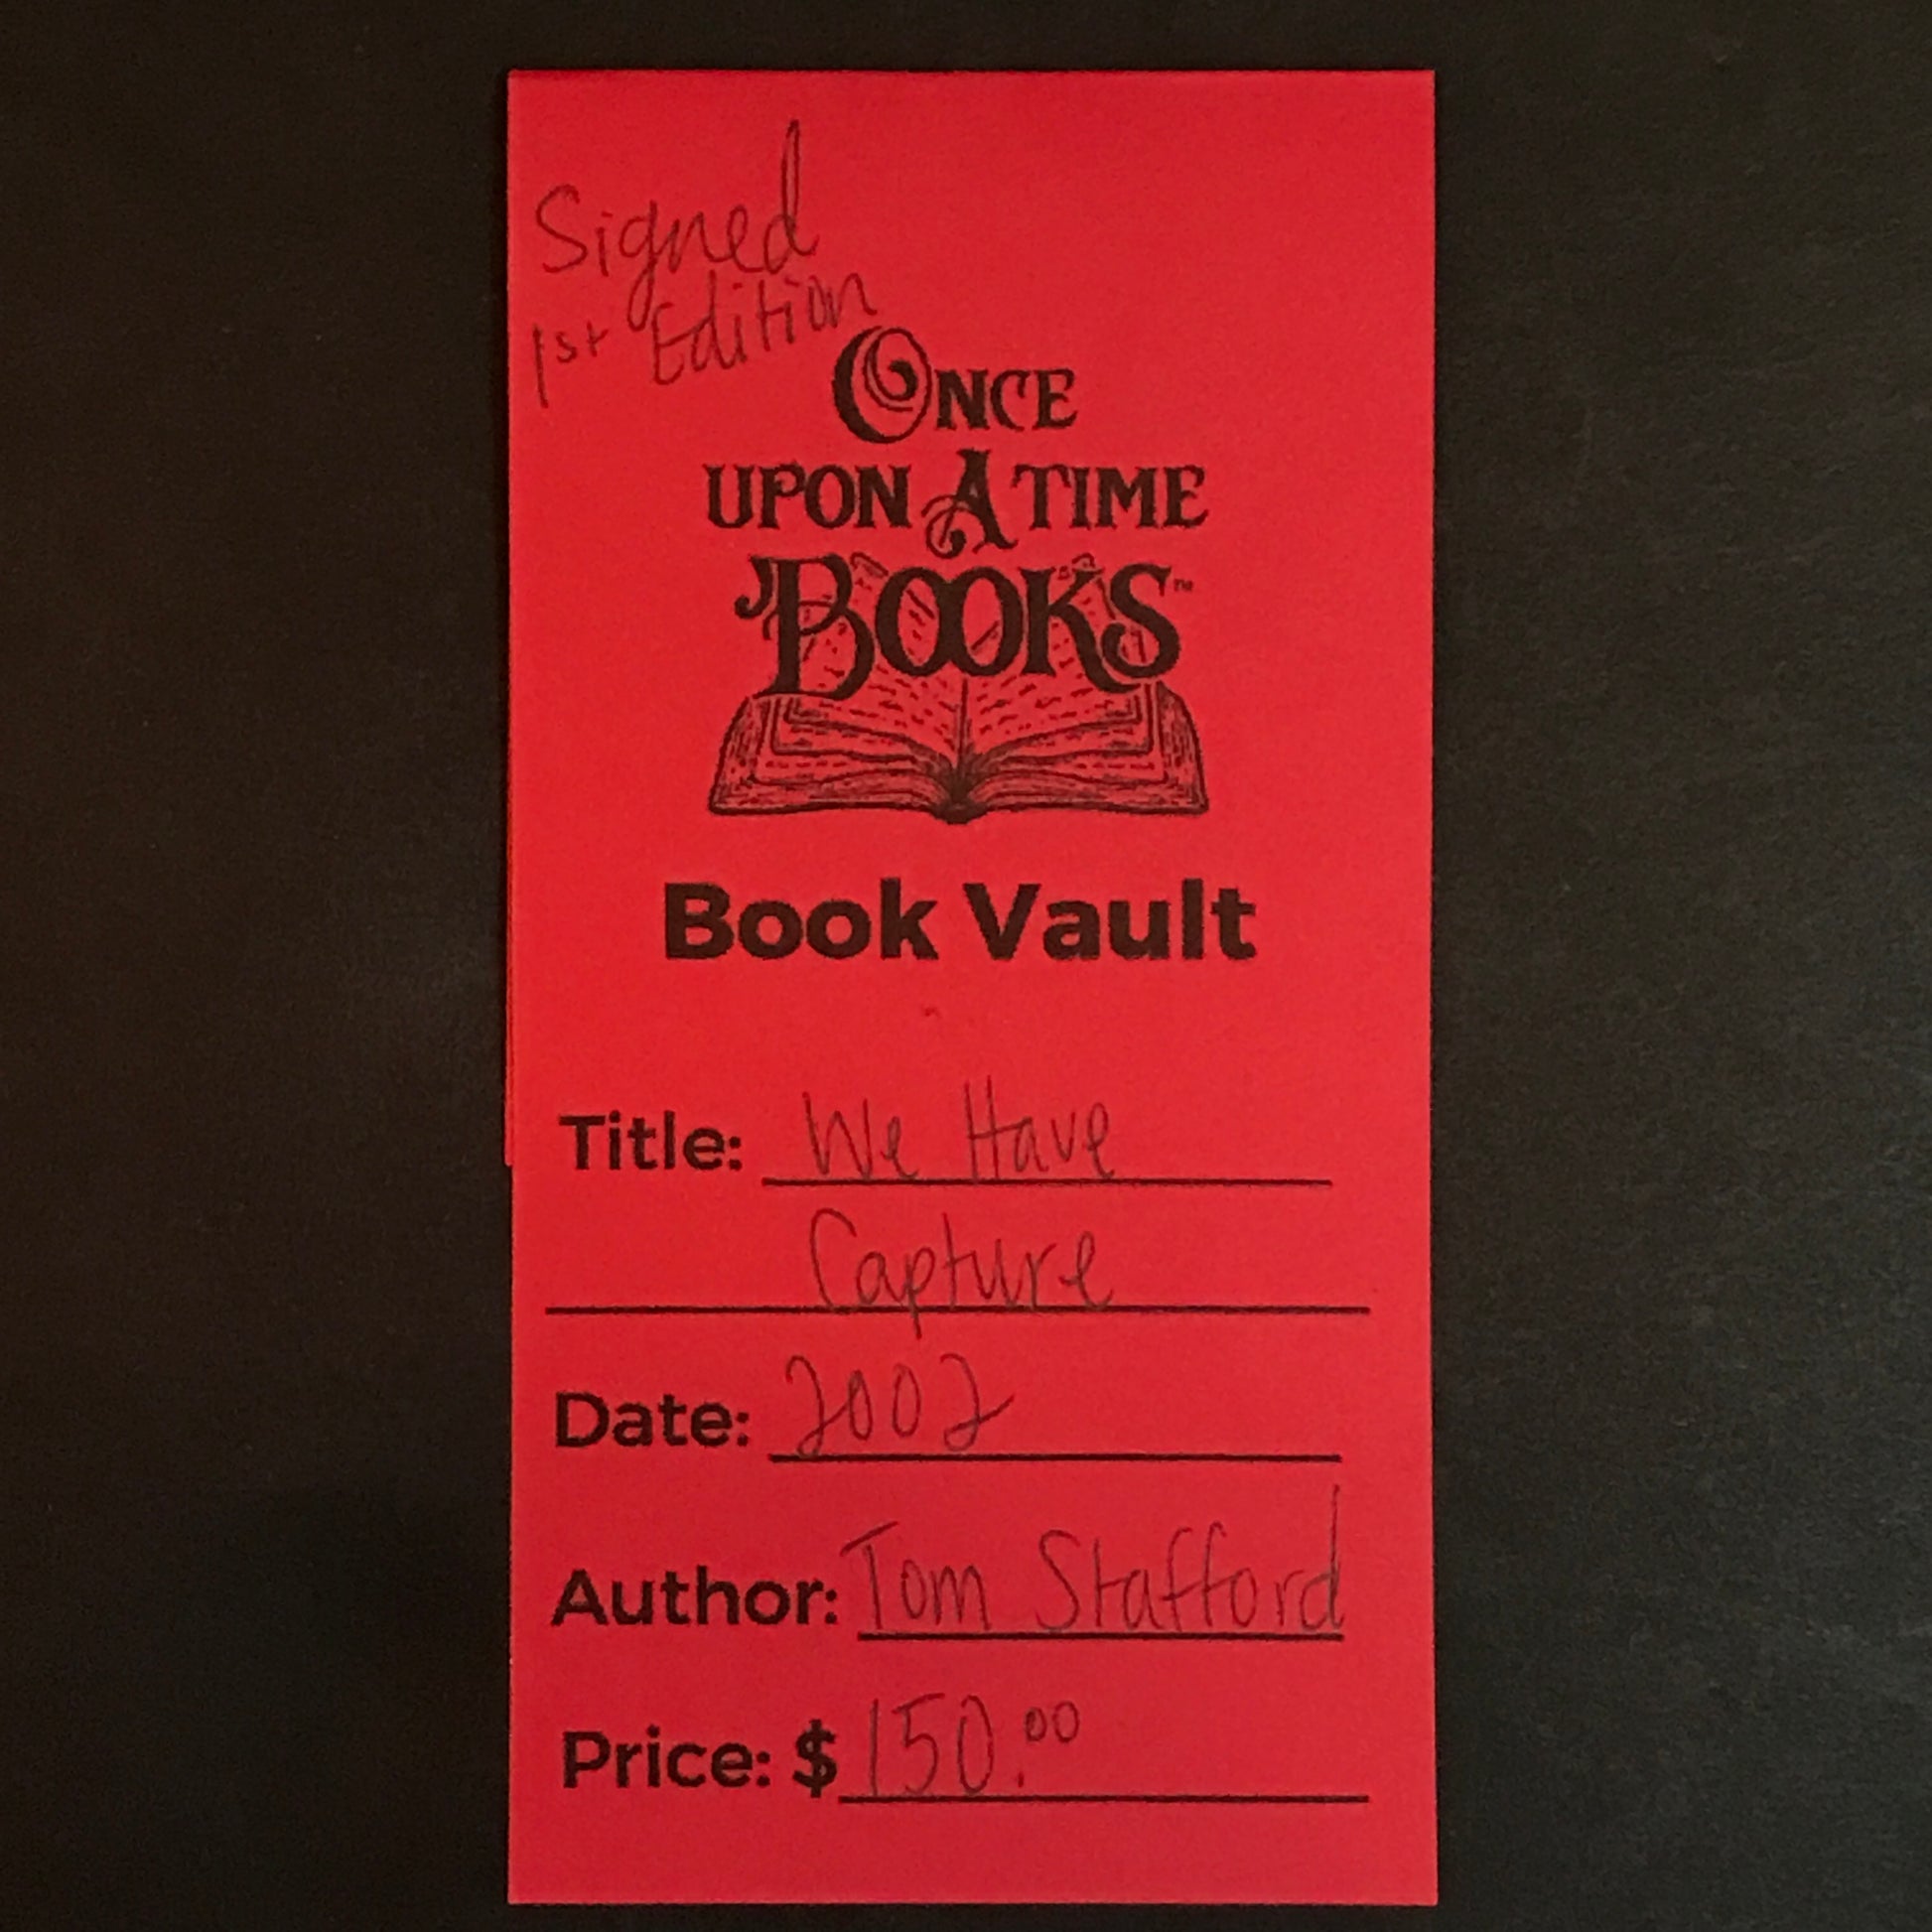 Signed
1st Edition
ONCE
UPON A TIME
BOOKS™
Book Vault
Title: We Have
Capture
Date: 2002
Author: Tom Stafford
Price: $150.00